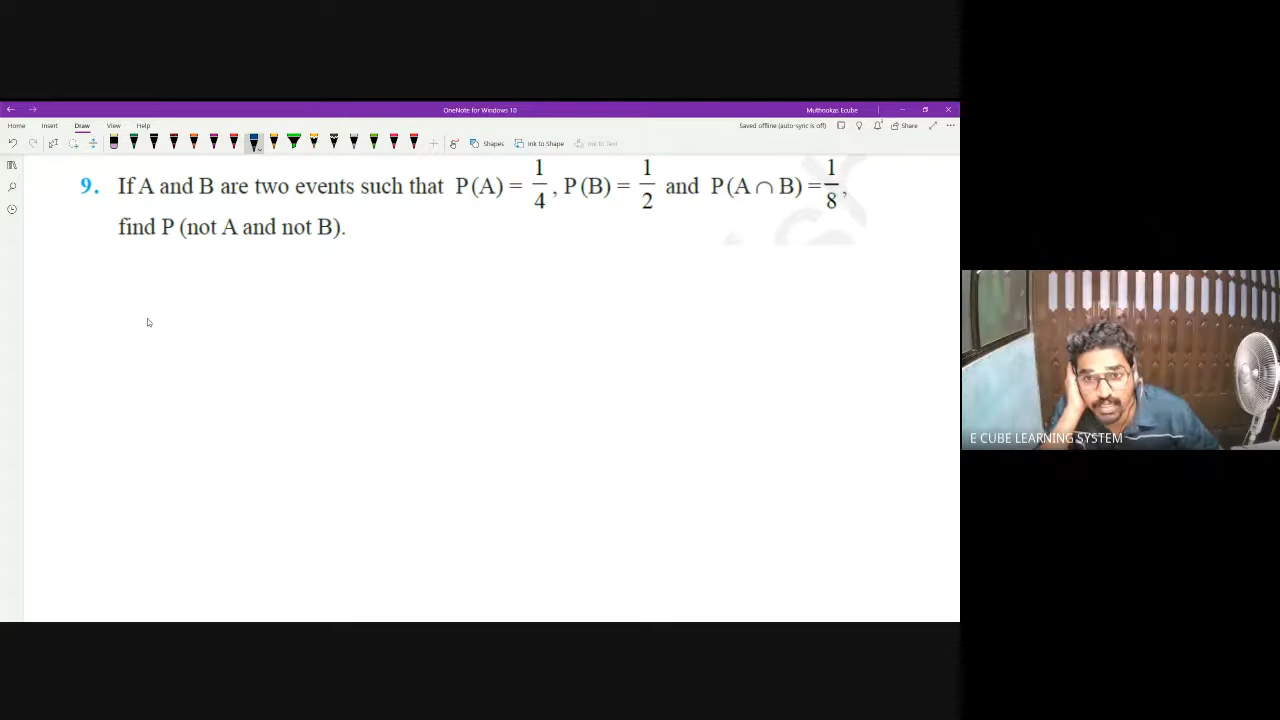 OneNote for Windows 10
Muthookas Ecube
Home Insert Draw View Help
Saved offline (auto-sync is off)
Share
Shapes
Ink to Shape
Ink to Text
9. If A and B are two events such that P(A) = 1/4, P(B) = 1/2 and P(A ∩ B) = 1/8,
find P (not A and not B).
E CUBE LEARNING SYSTEM